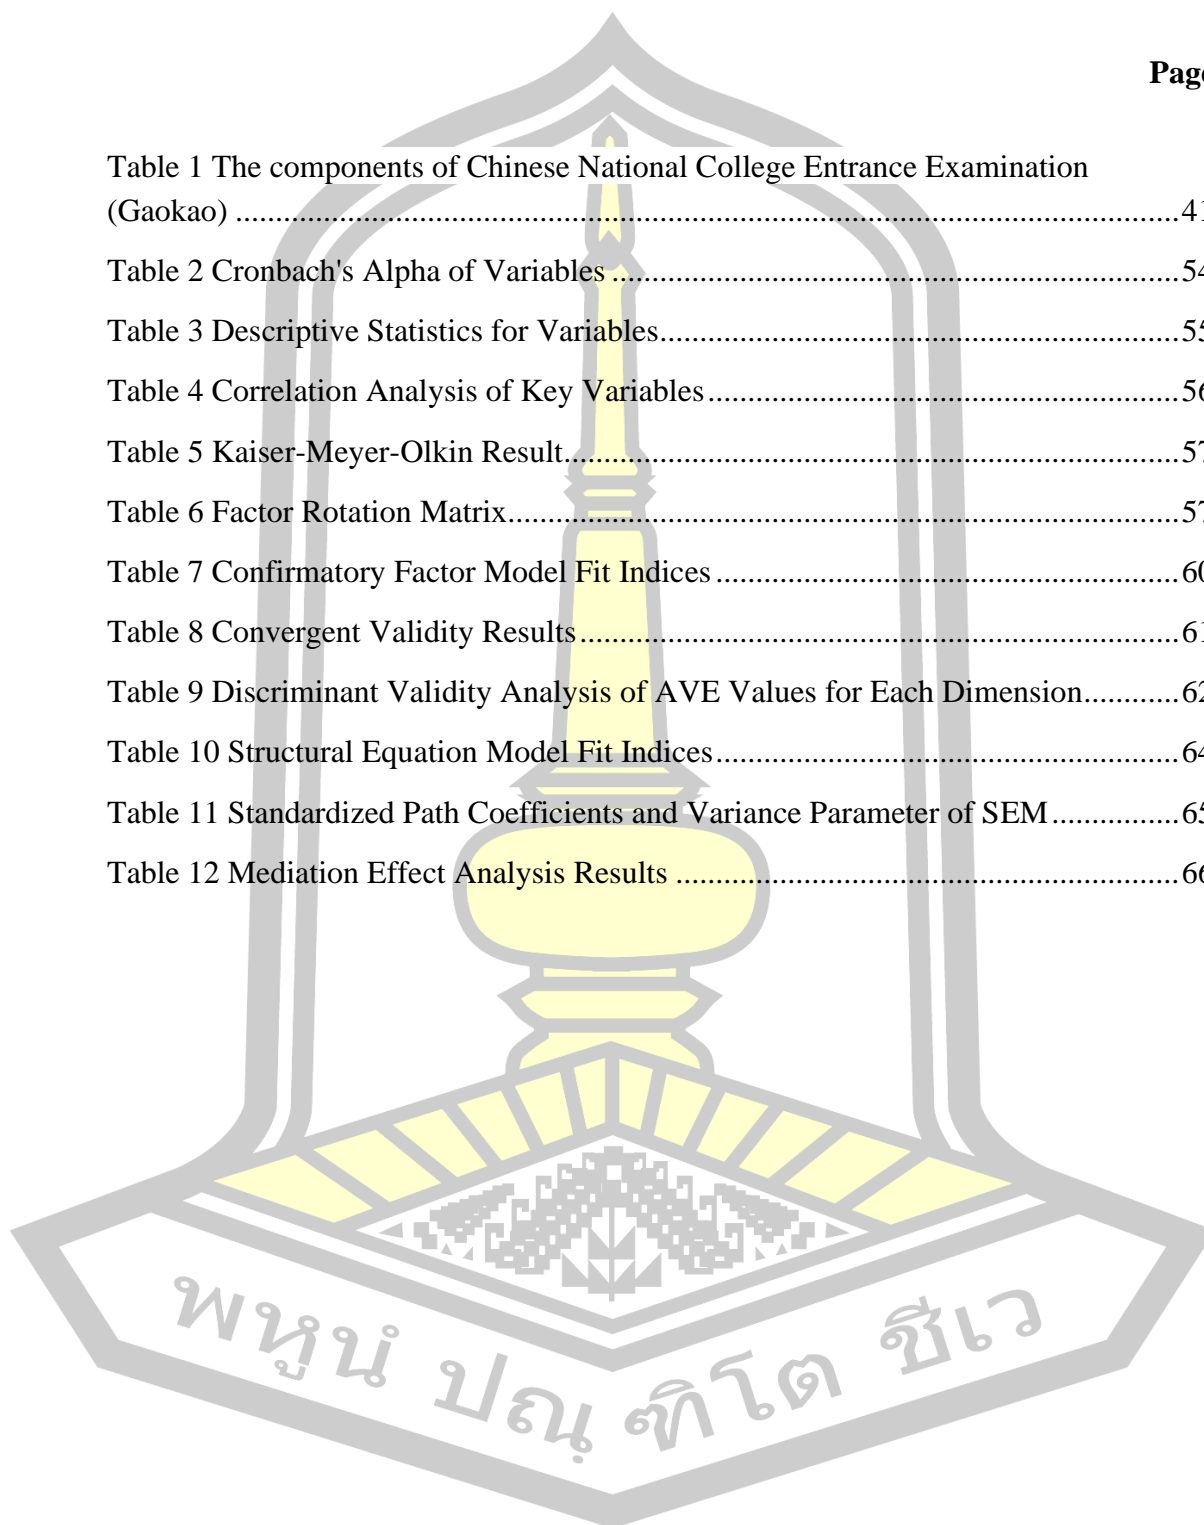 Page
Table 1 The components of Chinese National College Entrance Examination
(Gaokao) ....................................................................................................................41
Table 2 Cronbach's Alpha of Variables ......................................................................54
Table 3 Descriptive Statistics for Variables................................................................55
Table 4 Correlation Analysis of Key Variables..........................................................56
Table 5 Kaiser-Meyer-Olkin Result...........................................................................57
Table 6 Factor Rotation Matrix..................................................................................57
Table 7 Confirmatory Factor Model Fit Indices.........................................................60
Table 8 Convergent Validity Results..........................................................................61
Table 9 Discriminant Validity Analysis of AVE Values for Each Dimension...........62
Table 10 Structural Equation Model Fit Indices.........................................................64
Table 11 Standardized Path Coefficients and Variance Parameter of SEM...............65
Table 12 Mediation Effect Analysis Results ..............................................................66
พหูนํ ปณฺฑิโต ชีเว